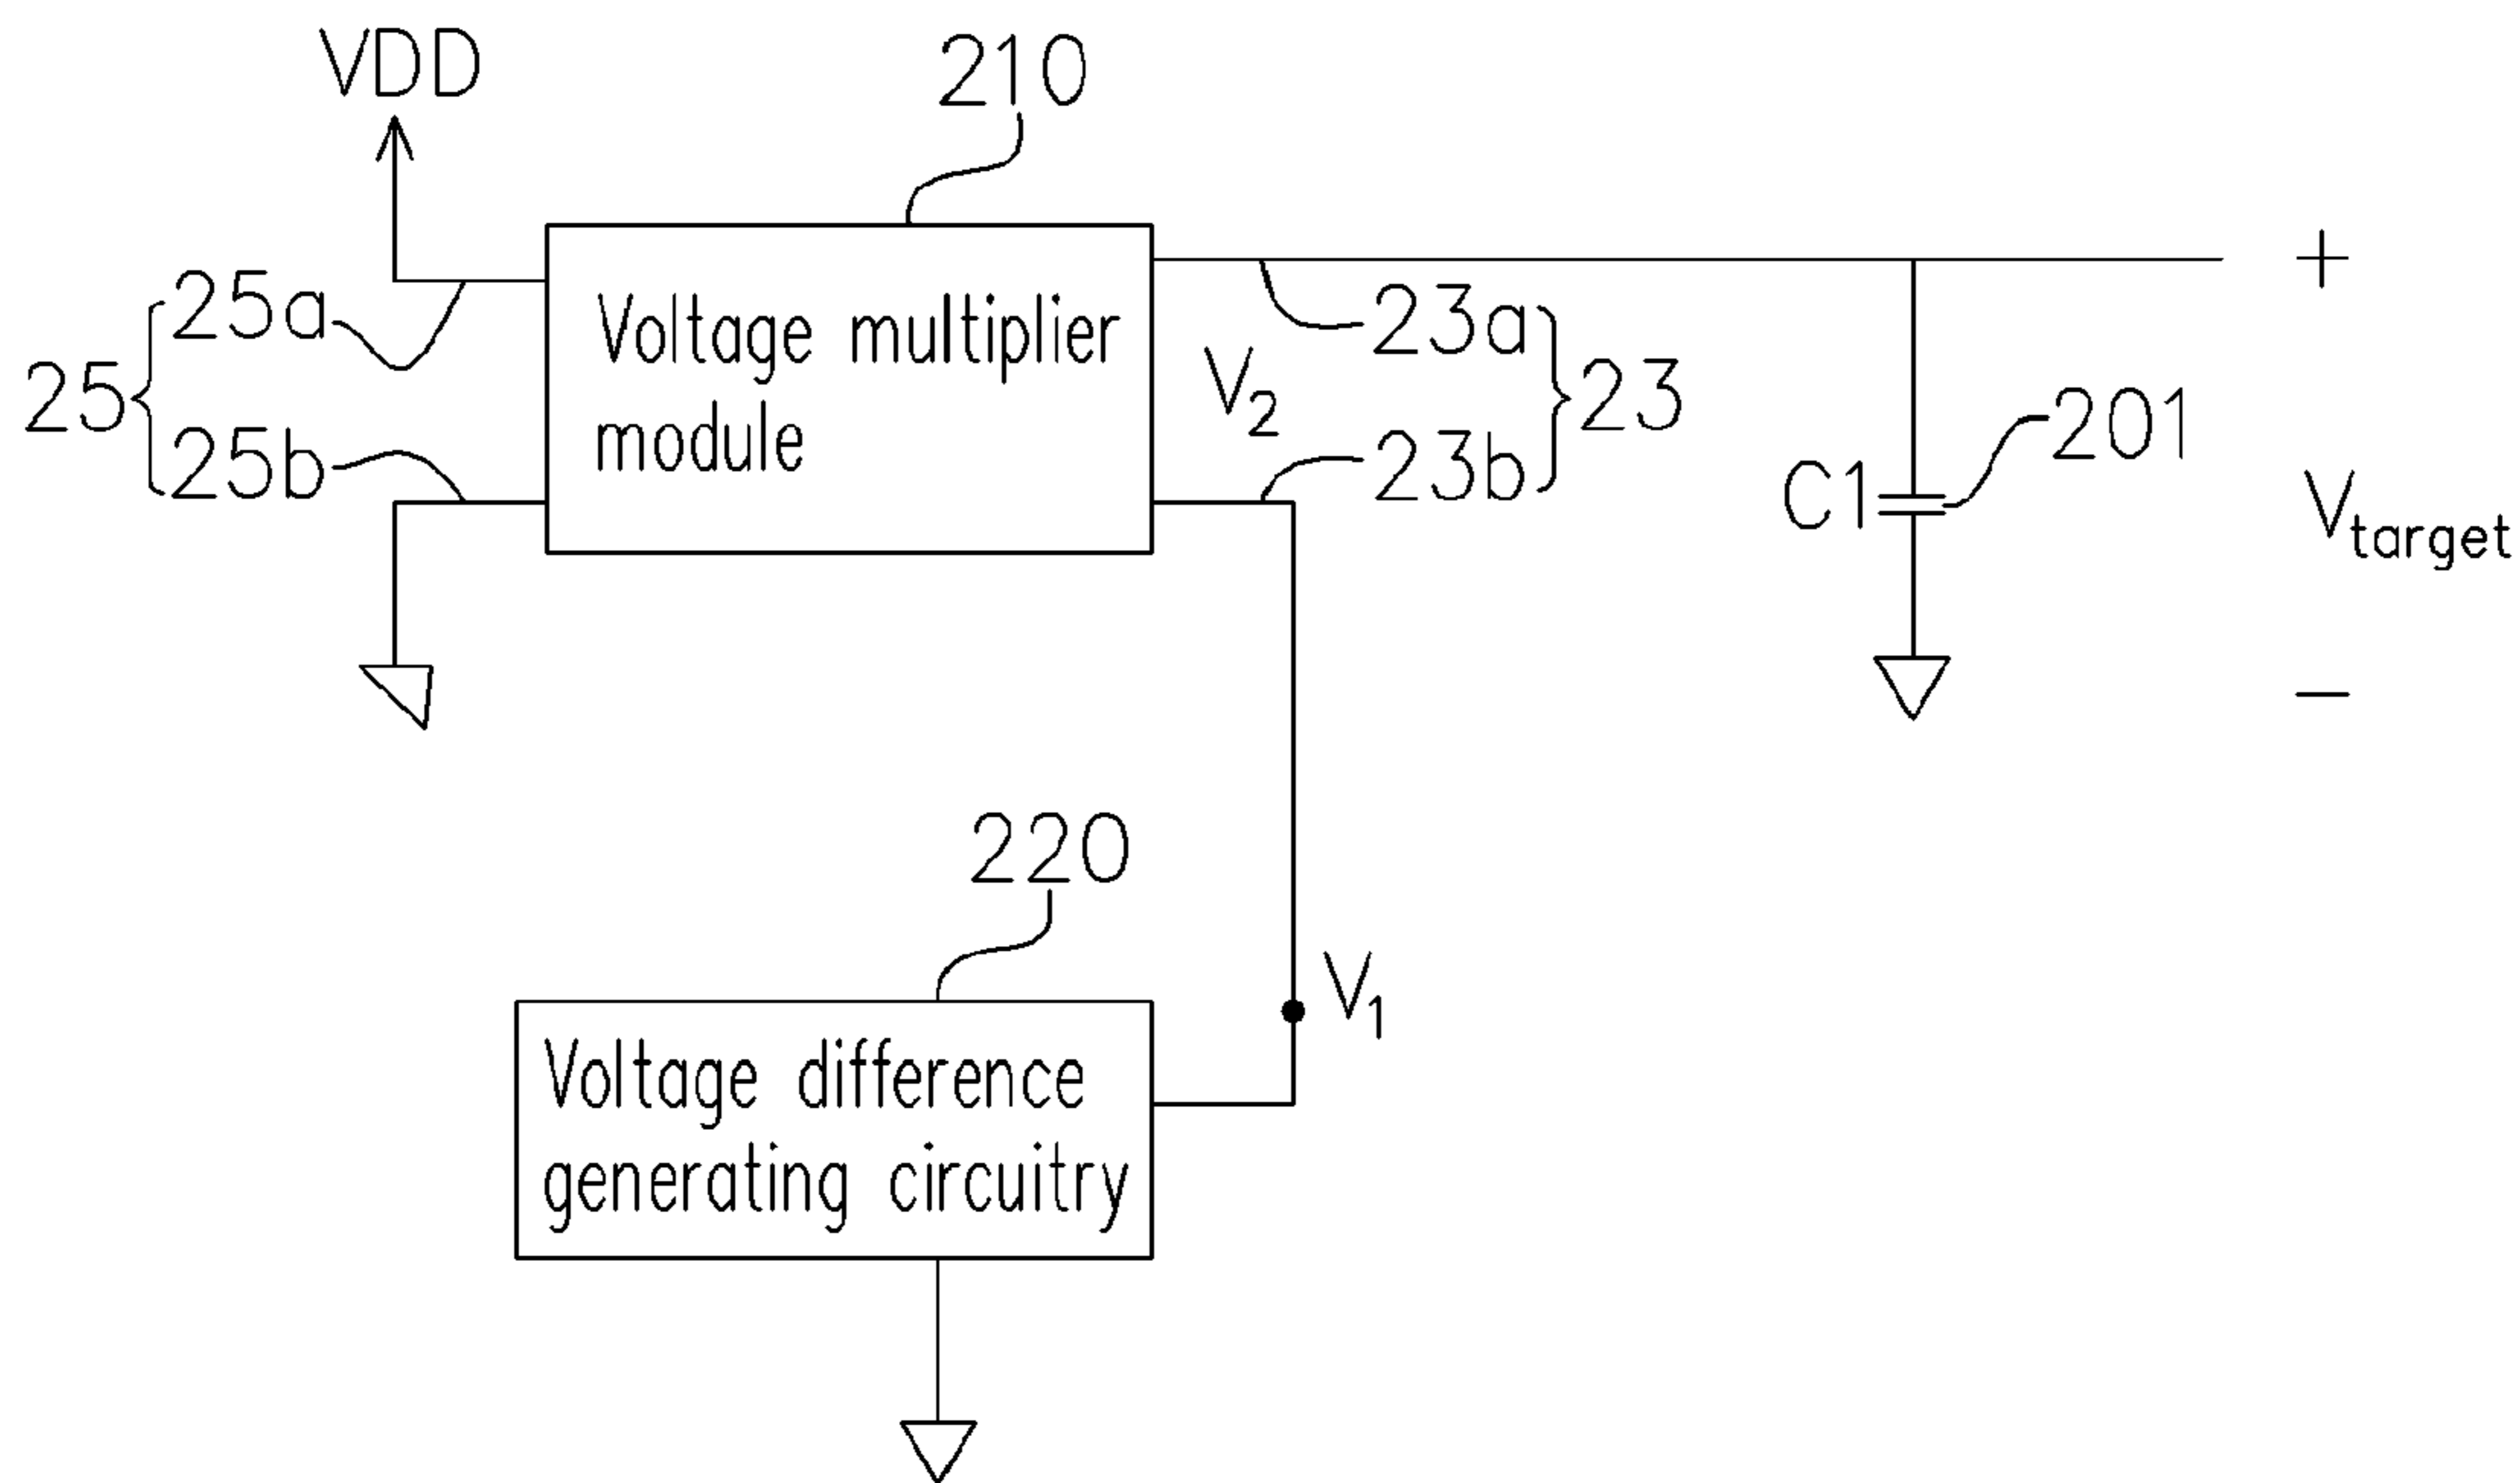 VDD
210
25a
25
25b
Voltage multiplier
module
23a
V2
23
23b
+
C1
201
Vtarget
−
220
V1
Voltage difference
generating circuitry